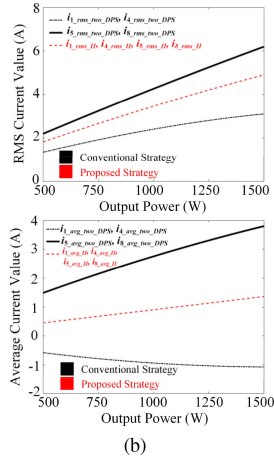 8
6
4
2
0
RMS Current Value (A)
i1_rms_two_DPS, i4_rms_two_DPS
i5_rms_two_DPS, i8_rms_two_DPS
i1_rms_II, i4_rms_II, i5_rms_II, i8_rms_II
Conventional Strategy
Proposed Strategy
500 750 1000 1250 1500
Output Power (W)
4
3
2
1
0
-1
-2
Average Current Value (A)
i1_avg_two_DPS, i4_avg_two_DPS
i5_avg_two_DPS, i8_avg_two_DPS
i1_avg_II, i4_avg_II,
i5_avg_II, i8_avg_II
Conventional Strategy
Proposed Strategy
500 750 1000 1250 1500
Output Power (W)
(b)